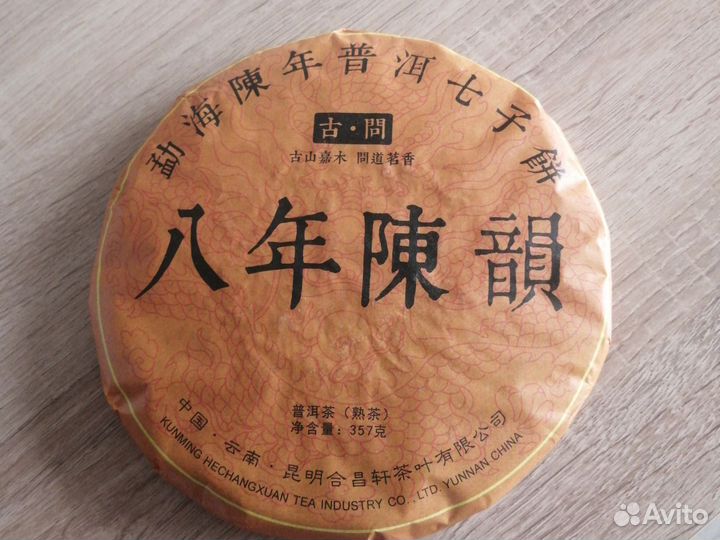 勐海陳年普洱七子餅
古·問
古山嘉木 問道茗香
八年陳韻
普洱茶（熟茶）
净含量：357克
中国·云南·昆明合昌轩茶叶有限公司
KUNMING HECHANGXUAN TEA INDUSTRY CO., LTD. YUNNAN CHINA
Avito